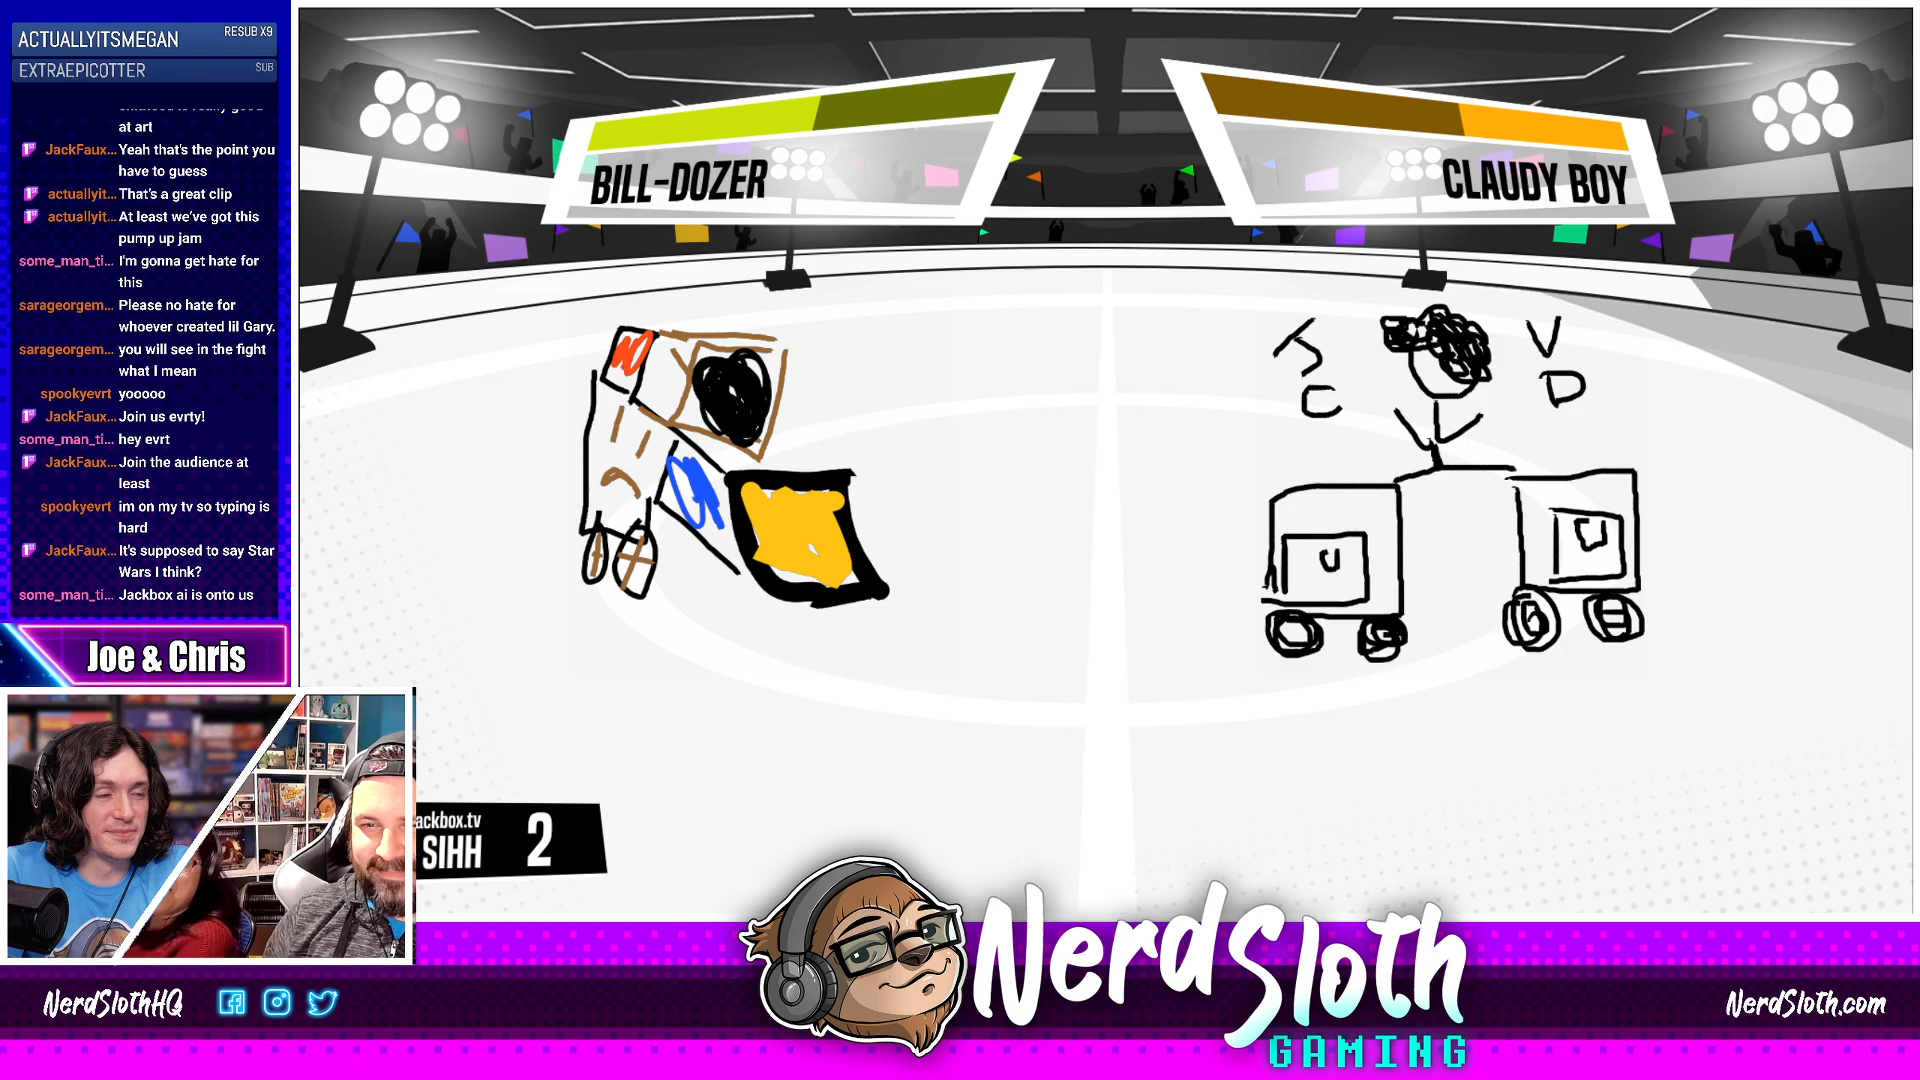 ACTUALLYITSMEGAN RESUB X9
EXTRAEPICOTTER SUB
at art
JackFaux... Yeah that's the point you
have to guess
actuallyit... That's a great clip
actuallyit... At least we've got this
pump up jam
some_man_ti... I'm gonna get hate for
this
sarageorgem... Please no hate for
whoever created lil Gary.
sarageorgem... you will see in the fight
what I mean
spookyevrt yooooo
JackFaux... Join us evrty!
some_man_ti... hey evrt
JackFaux... Join the audience at
least
spookyevrt im on my tv so typing is
hard
JackFaux... It's supposed to say Star
Wars I think?
some_man_ti... Jackbox ai is onto us
Joe & Chris
BILL-DOZER
CLAUDY BOY
J V
C D
U U
ackbox.tv
SIHH 2
NerdSloth
GAMING
NerdSlothHQ
NerdSloth.com